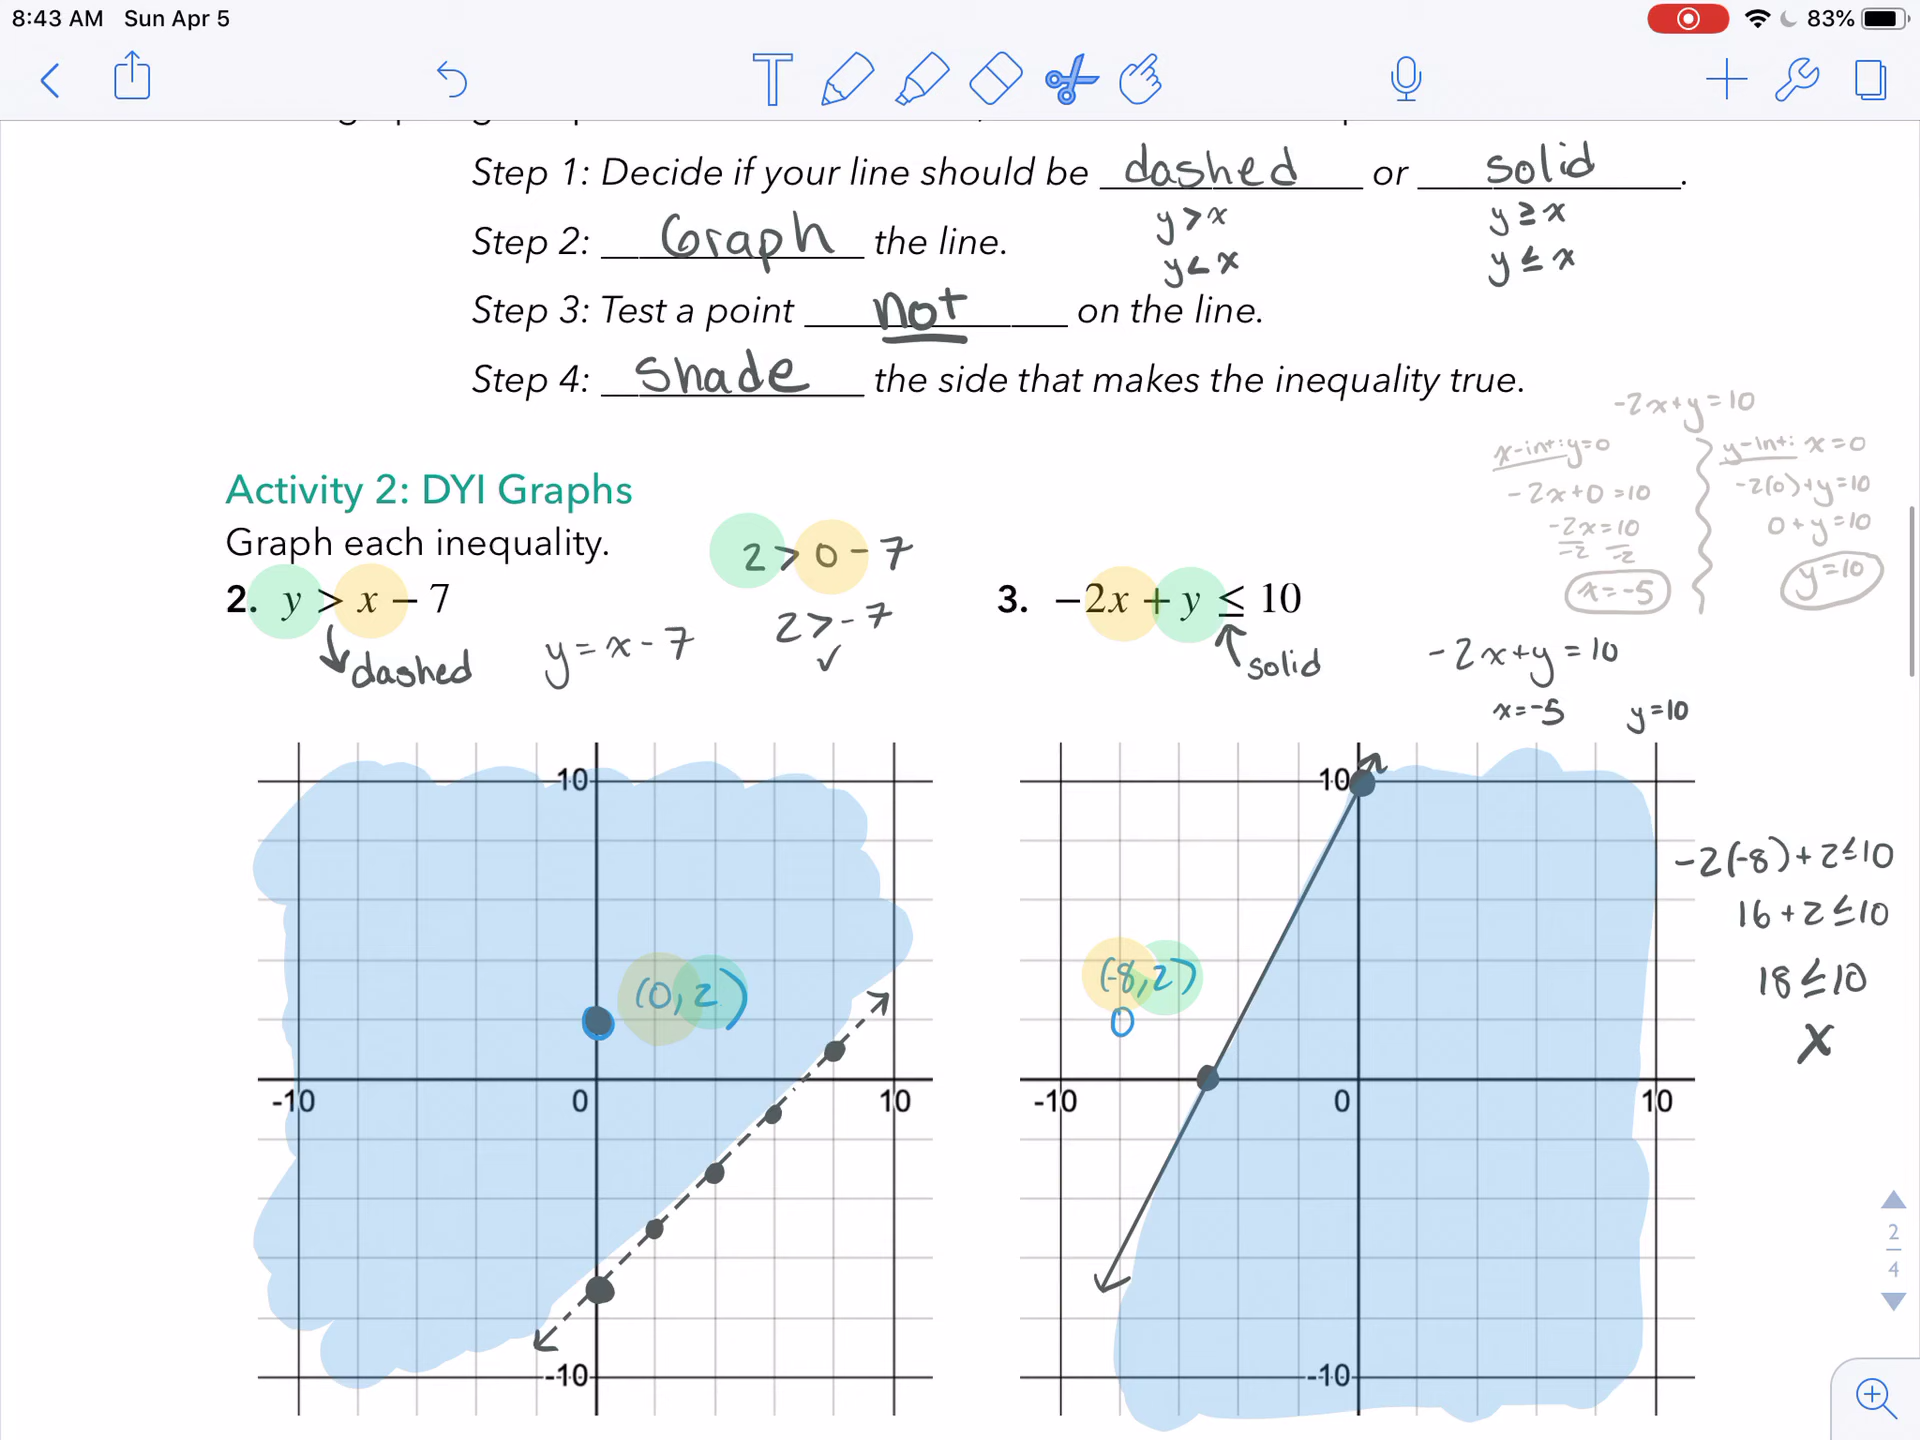 8:43 AM Sun Apr 5 83%
Step 1: Decide if your line should be dashed or solid.
y > x y ≥ x
y < x y ≤ x
Step 2: Graph the line.
Step 3: Test a point not on the line.
Step 4: Shade the side that makes the inequality true.
-2x+y=10
x-int: y=0 y-int: x=0
-2x+0=10 -2(0)+y=10
-2x=10 0+y=10
-2 -2
x=-5 y=10
Activity 2: DYI Graphs
Graph each inequality.
2 > 0 - 7
2. y > x − 7
2 > -7
✓
dashed
y = x - 7
3. −2x + y ≤ 10
solid
-2x+y=10
x=-5 y=10
10
(0,2)
-10 0 10
-10
10
(-8,2)
-10 0 10
-10
-2(-8)+2≤10
16+2≤10
18≤10
X
2
4